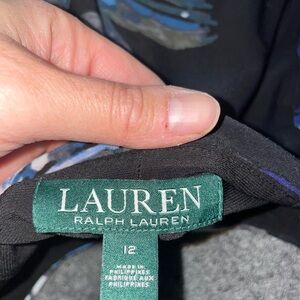 LAUREN
RALPH LAUREN
12
MADE IN
PHILIPPINES
FABRIQUÉ AUX
PHILIPPINES